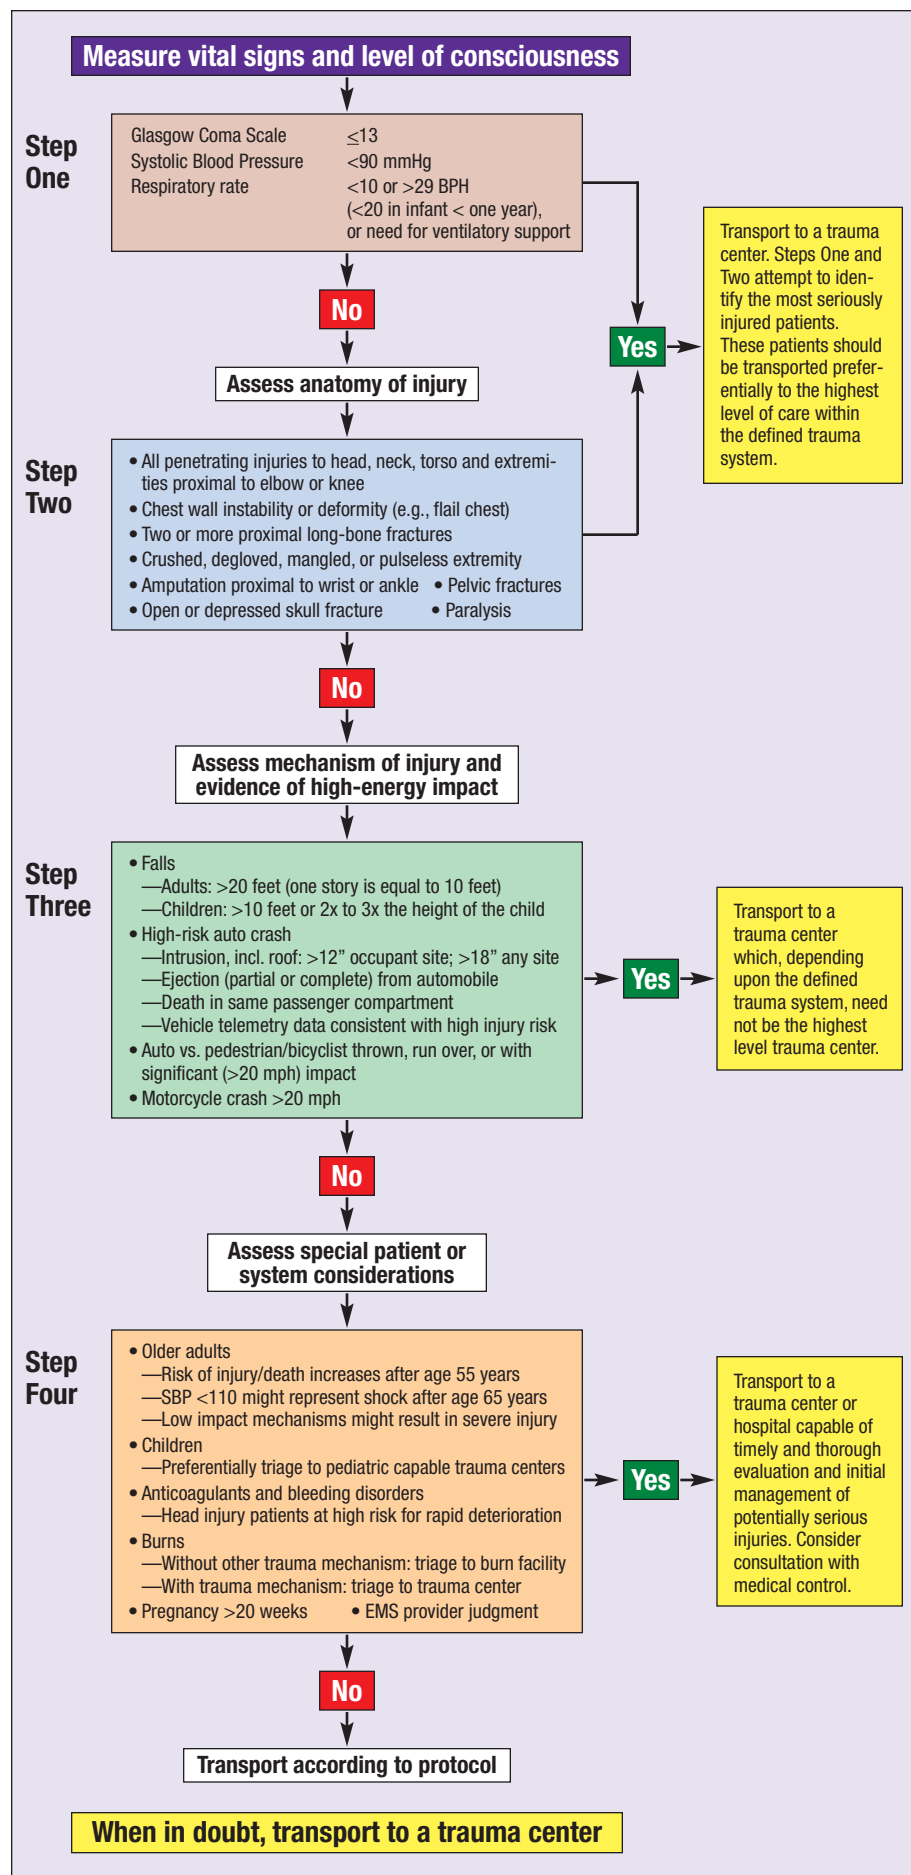 Measure vital signs and level of consciousness
Step
One
Glasgow Coma Scale ≤13
Systolic Blood Pressure <90 mmHg
Respiratory rate <10 or >29 BPH
(<20 in infant < one year),
or need for ventilatory support
No
Yes
Transport to a trauma
center. Steps One and
Two attempt to iden-
tify the most seriously
injured patients.
These patients should
be transported prefer-
entially to the highest
level of care within
the defined trauma
system.
Assess anatomy of injury
Step
Two
• All penetrating injuries to head, neck, torso and extremi-
ties proximal to elbow or knee
• Chest wall instability or deformity (e.g., flail chest)
• Two or more proximal long-bone fractures
• Crushed, degloved, mangled, or pulseless extremity
• Amputation proximal to wrist or ankle • Pelvic fractures
• Open or depressed skull fracture • Paralysis
No
Assess mechanism of injury and
evidence of high-energy impact
Step
Three
• Falls
—Adults: >20 feet (one story is equal to 10 feet)
—Children: >10 feet or 2x to 3x the height of the child
• High-risk auto crash
—Intrusion, incl. roof: >12” occupant site; >18” any site
—Ejection (partial or complete) from automobile
—Death in same passenger compartment
—Vehicle telemetry data consistent with high injury risk
• Auto vs. pedestrian/bicyclist thrown, run over, or with
significant (>20 mph) impact
• Motorcycle crash >20 mph
Yes
Transport to a
trauma center
which, depending
upon the defined
trauma system, need
not be the highest
level trauma center.
No
Assess special patient or
system considerations
Step
Four
• Older adults
—Risk of injury/death increases after age 55 years
—SBP <110 might represent shock after age 65 years
—Low impact mechanisms might result in severe injury
• Children
—Preferentially triage to pediatric capable trauma centers
• Anticoagulants and bleeding disorders
—Head injury patients at high risk for rapid deterioration
• Burns
—Without other trauma mechanism: triage to burn facility
—With trauma mechanism: triage to trauma center
• Pregnancy >20 weeks • EMS provider judgment
Yes
Transport to a
trauma center or
hospital capable of
timely and thorough
evaluation and initial
management of
potentially serious
injuries. Consider
consultation with
medical control.
No
Transport according to protocol
When in doubt, transport to a trauma center